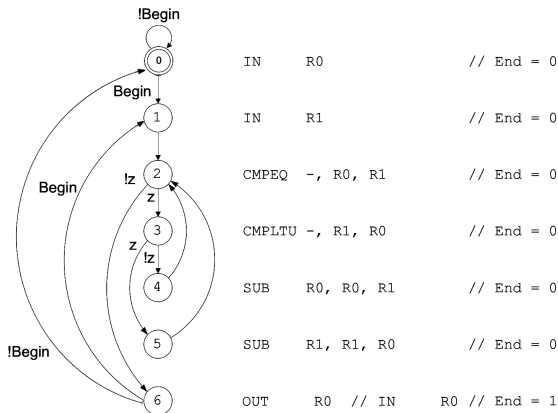 !Begin
0 IN R0 // End = 0
Begin
1 IN R1 // End = 0
!z 2 CMPEQ -, R0, R1 // End = 0
Begin
z
3 CMPLTU -, R1, R0 // End = 0
z
!z
4 SUB R0, R0, R1 // End = 0
5 SUB R1, R1, R0 // End = 0
!Begin
6 OUT R0 // IN R0 // End = 1